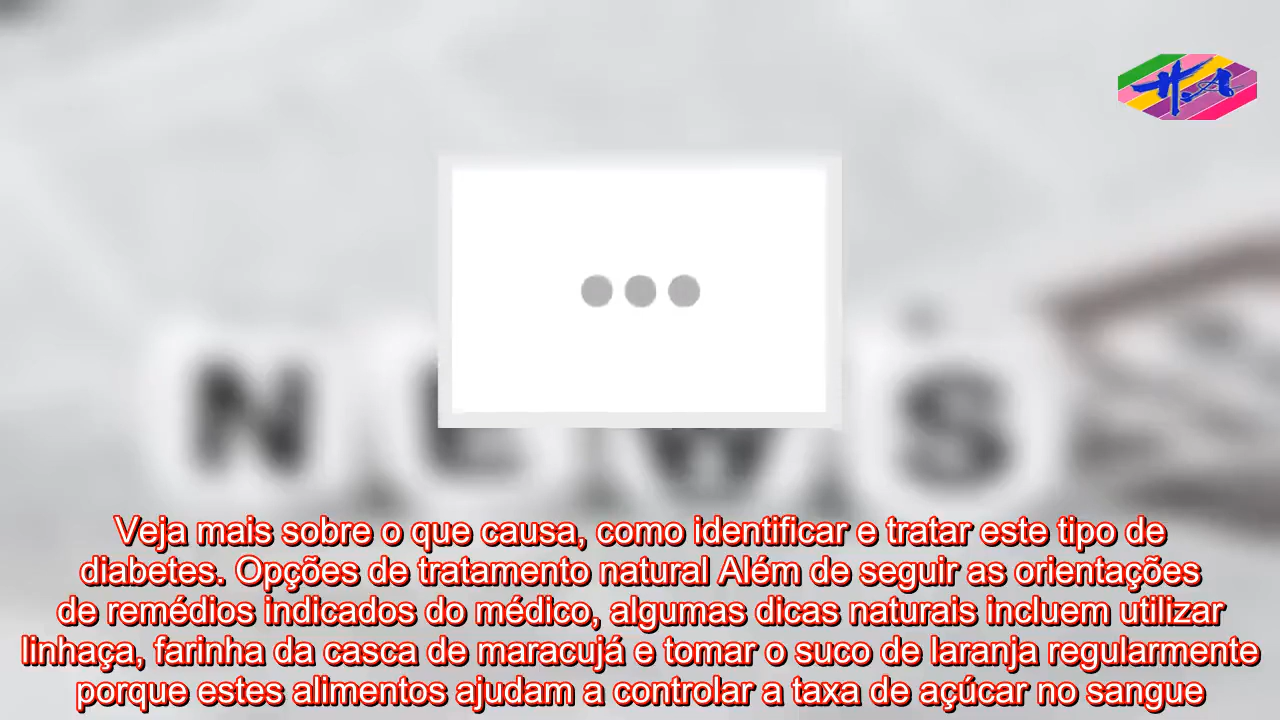 NEWS
Veja mais sobre o que causa, como identificar e tratar este tipo de
diabetes. Opções de tratamento natural Além de seguir as orientações
de remédios indicados do médico, algumas dicas naturais incluem utilizar
linhaça, farinha da casca de maracujá e tomar o suco de laranja regularmente
porque estes alimentos ajudam a controlar a taxa de açúcar no sangue